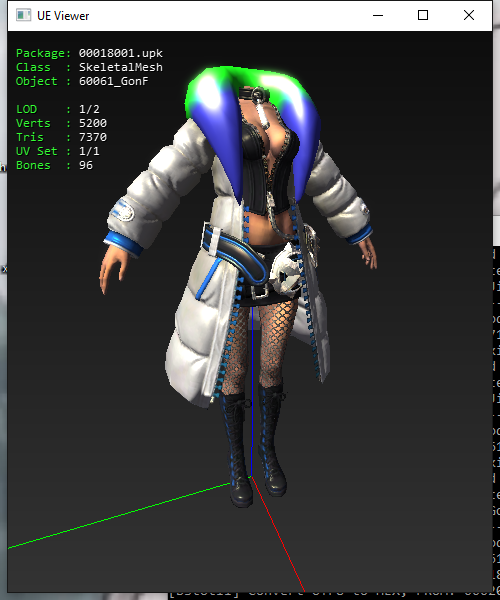 UE Viewer
Package: 00018001.upk
Class : SkeletalMesh
Object : 60061_GonF
LOD : 1/2
Verts : 5200
Tris : 7370
UV Set : 1/1
Bones : 96